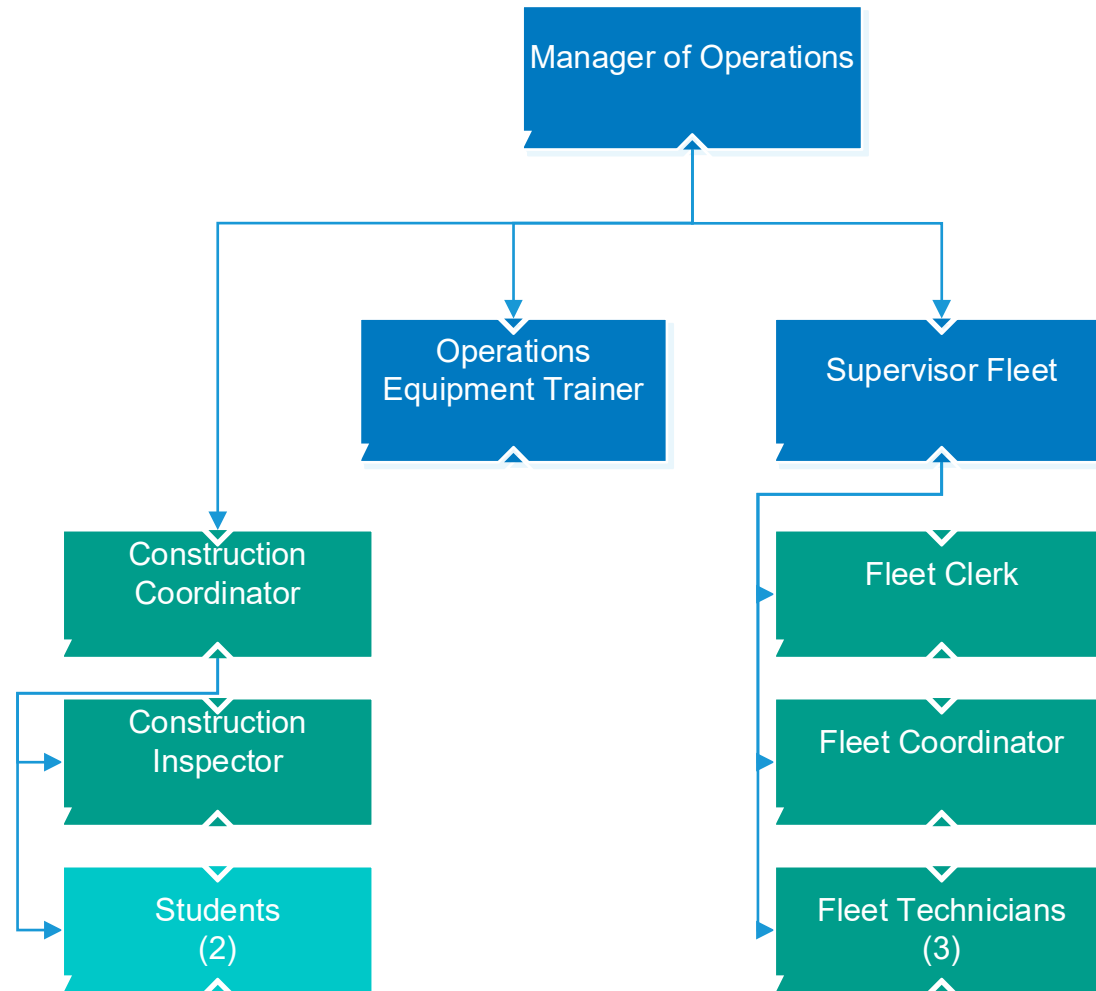 Manager of Operations
Operations
Equipment Trainer
Supervisor Fleet
Construction
Coordinator
Fleet Clerk
Construction
Inspector
Fleet Coordinator
Students
(2)
Fleet Technicians
(3)